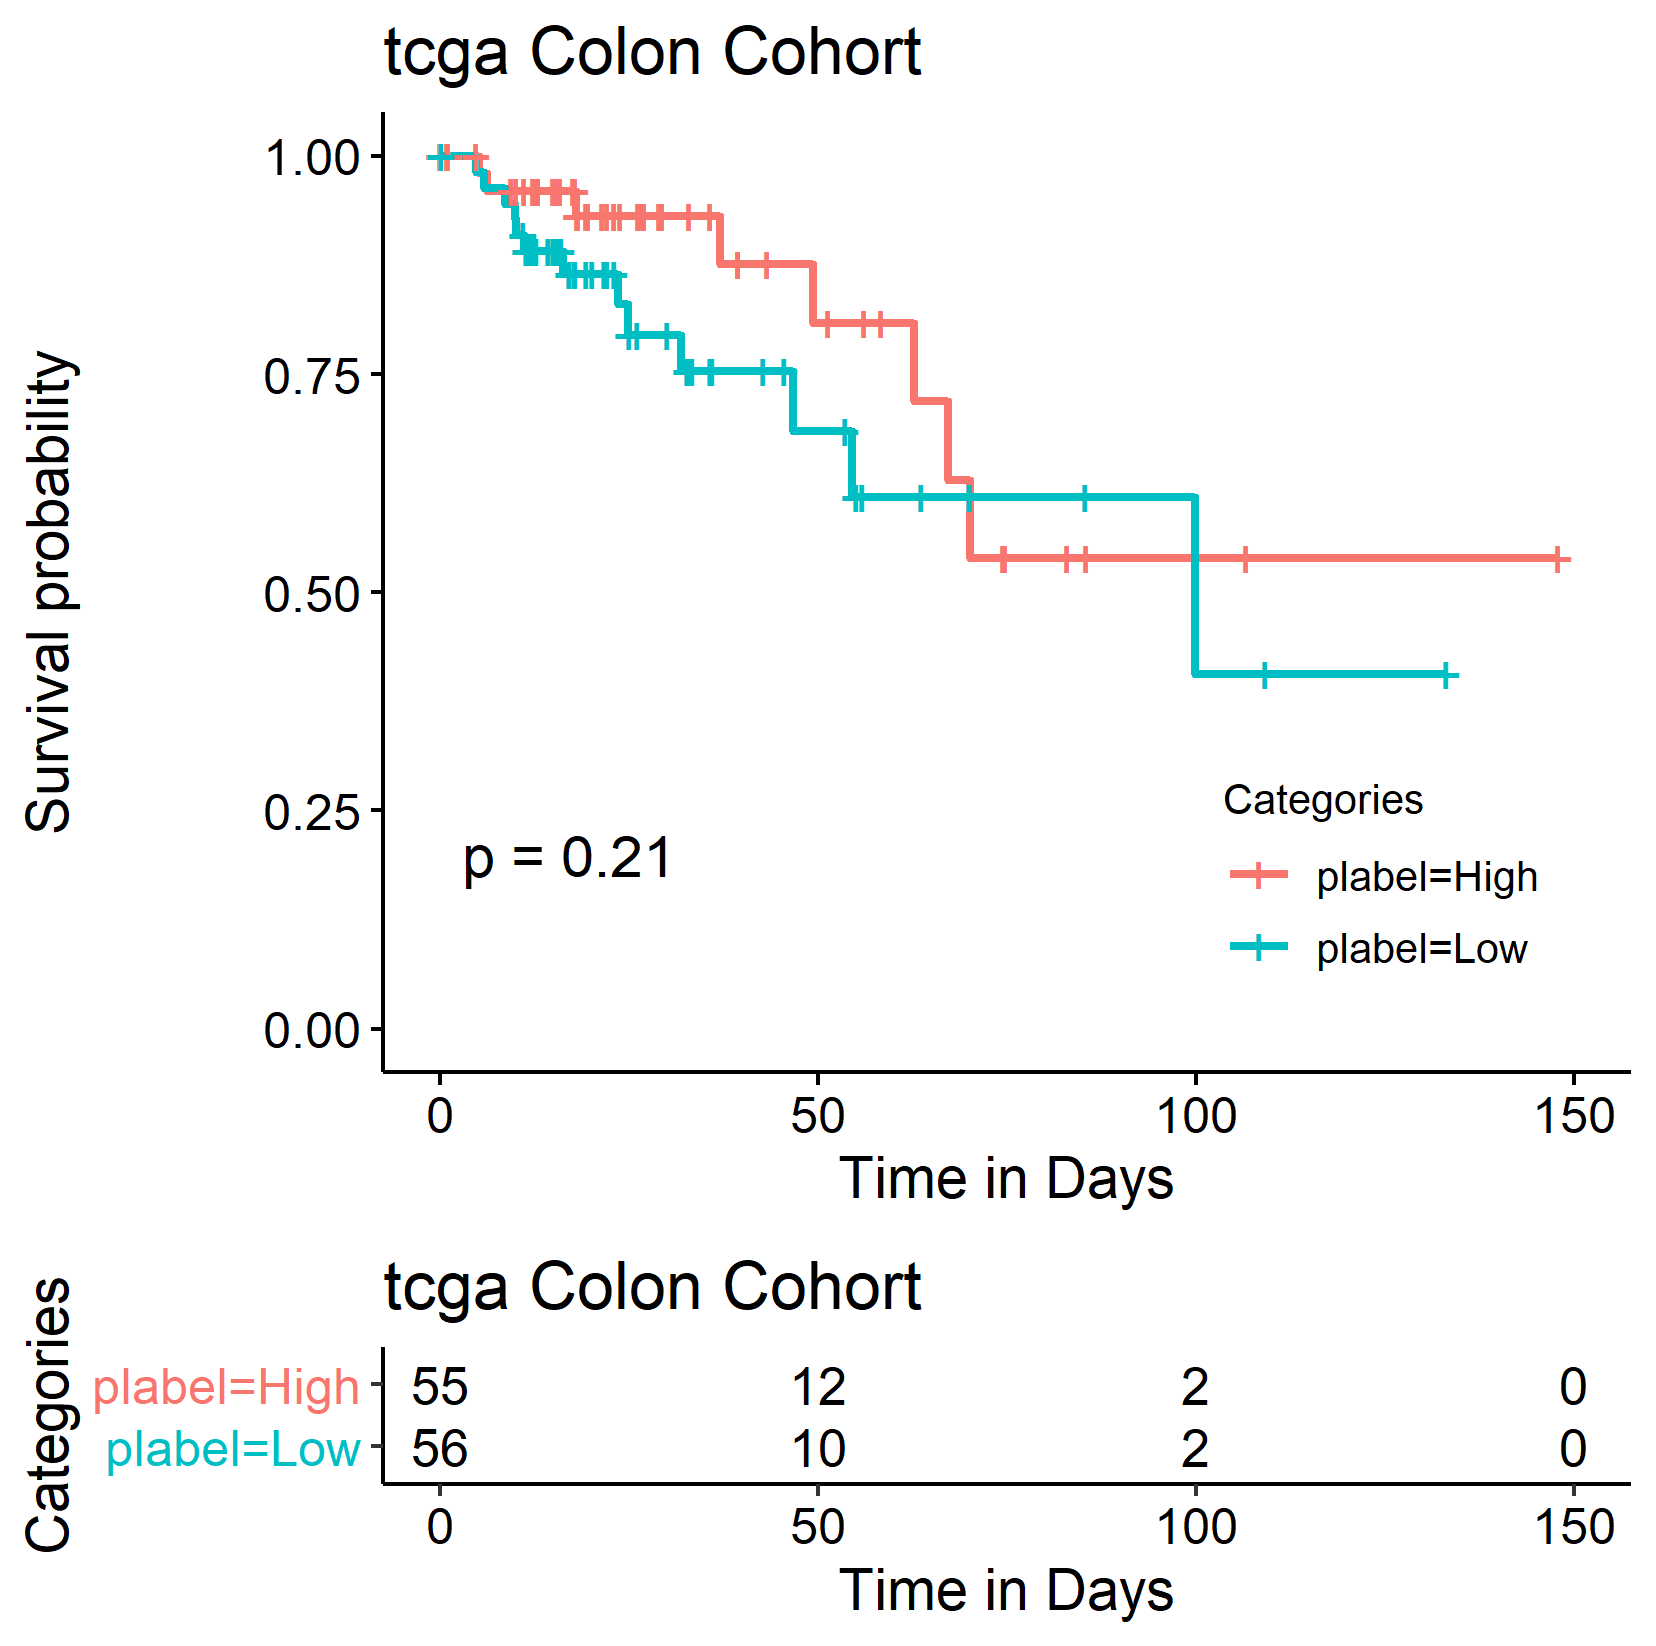 tcga Colon Cohort
Survival probability
1.00
0.75
0.50
0.25
0.00
p = 0.21
Categories
plabel=High
plabel=Low
0 50 100 150
Time in Days
tcga Colon Cohort
Categories
plabel=High 55 12 2 0
plabel=Low 56 10 2 0
0 50 100 150
Time in Days